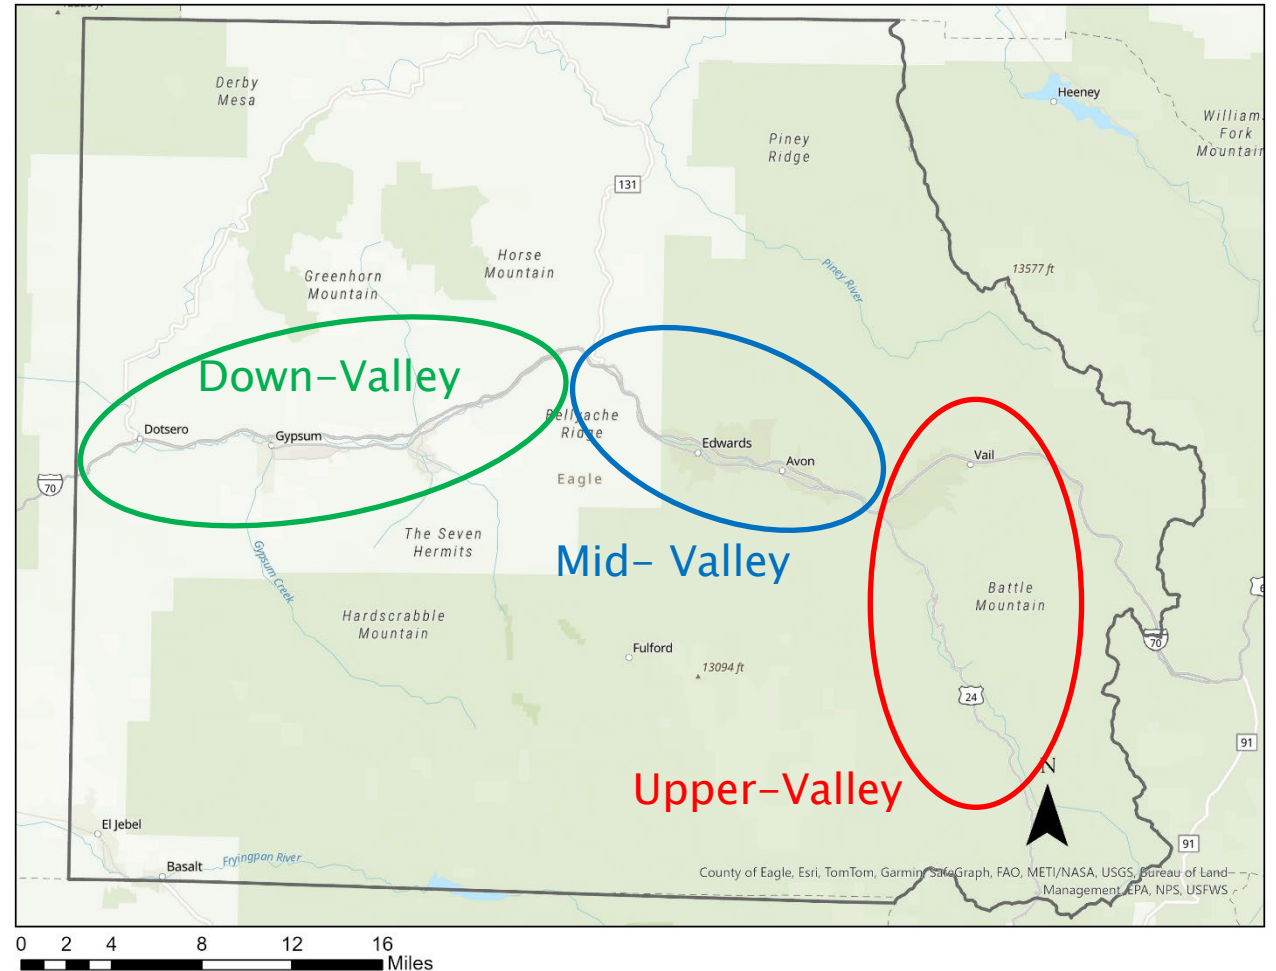 Derby
Mesa
Heeney
William
Fork
Mountain
Piney
Ridge
131
Horse
Mountain
Greenhorn
Mountain
Piney River
13577 ft
Down-Valley
Bellyache
Ridge
Dotsero
Gypsum
Edwards
Avon
Vail
Eagle
70
The Seven
Hermits
Mid- Valley
Gypsum Creek
Battle
Mountain
Hardscrabble
Mountain
Fulford
13094 ft
70
24
91
N
Upper-Valley
El Jebel
Basalt
Fryingpan River
91
County of Eagle, Esri, TomTom, Garmin, SafeGraph, FAO, METI/NASA, USGS, Bureau of Land
Management, EPA, NPS, USFWS
0 2 4 8 12 16
Miles